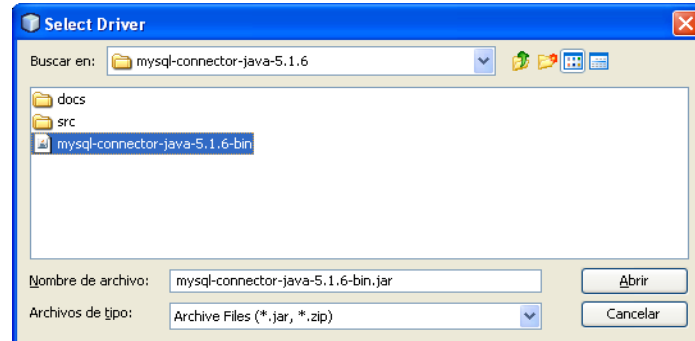 Select Driver
Buscar en: mysql-connector-java-5.1.6
docs
src
mysql-connector-java-5.1.6-bin
Nombre de archivo: mysql-connector-java-5.1.6-bin.jar Abrir
Archivos de tipo: Archive Files (*.jar, *.zip) Cancelar